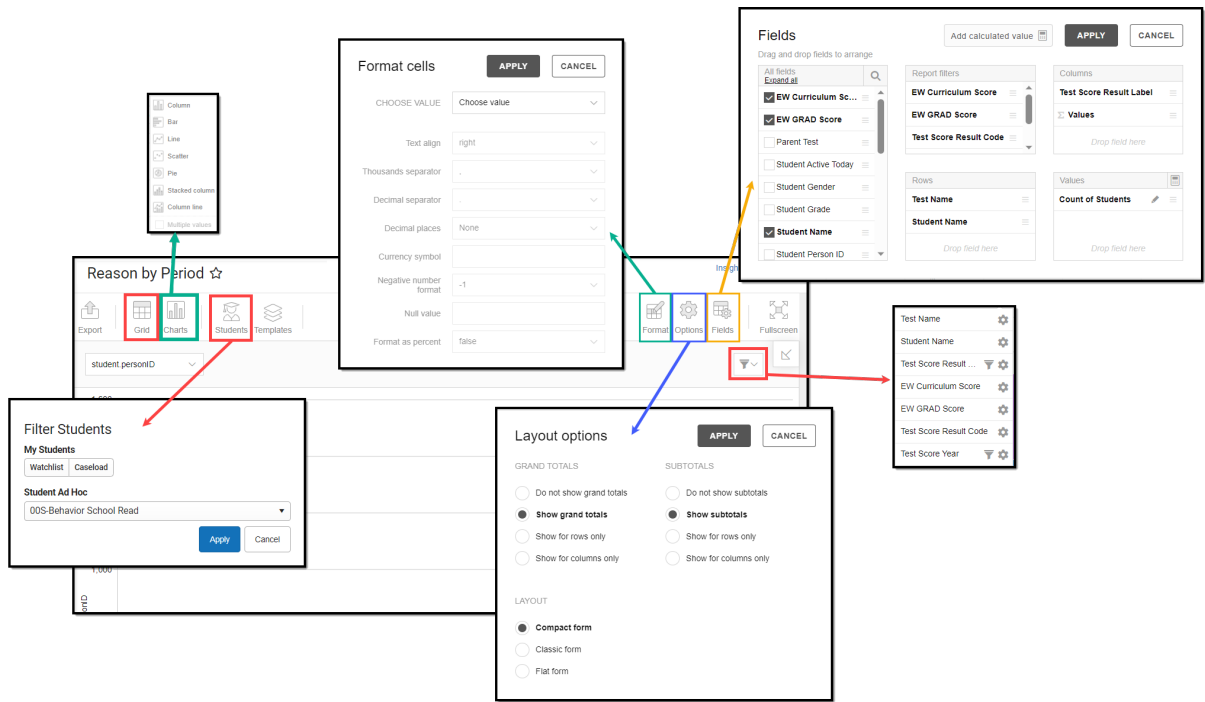 Column
Bar
Line
Scatter
Pie
Stacked column
Column line
Multiple values
Format cells
APPLY
CANCEL
CHOOSE VALUE
Choose value
Text align
right
Thousands separator
,
Decimal separator
.
Decimal places
None
Currency symbol
Negative number
format
-1
Null value
Format as percent
false
Fields
Add calculated value
APPLY
CANCEL
Drag and drop fields to arrange
All fields
Expand all
EW Curriculum Sc...
EW GRAD Score
Parent Test
Student Active Today
Student Gender
Student Grade
Student Name
Student Person ID
Report filters
EW Curriculum Score
EW GRAD Score
Test Score Result Code
Columns
Test Score Result Label
Σ Values
Drop field here
Rows
Test Name
Student Name
Drop field here
Values
Count of Students
Drop field here
Reason by Period
Insigh
Export
Grid
Charts
Students
Templates
Format
Options
Fields
Fullscreen
student.personID
1,000
onID
Filter Students
My Students
Watchlist
Caseload
Student Ad Hoc
00S-Behavior School Read
Apply
Cancel
Layout options
APPLY
CANCEL
GRAND TOTALS
SUBTOTALS
Do not show grand totals
Do not show subtotals
Show grand totals
Show subtotals
Show for rows only
Show for rows only
Show for columns only
Show for columns only
LAYOUT
Compact form
Classic form
Flat form
Test Name
Student Name
Test Score Result ...
EW Curriculum Score
EW GRAD Score
Test Score Result Code
Test Score Year